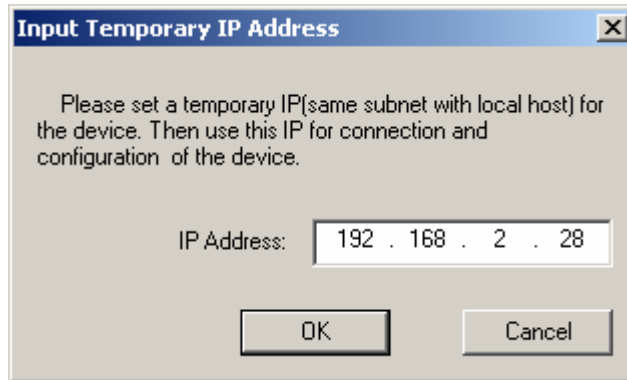 Input Temporary IP Address
Please set a temporary IP(same subnet with local host) for
the device. Then use this IP for connection and
configuration  of the device.
IP Address: 192 . 168 . 2 . 28
OK Cancel